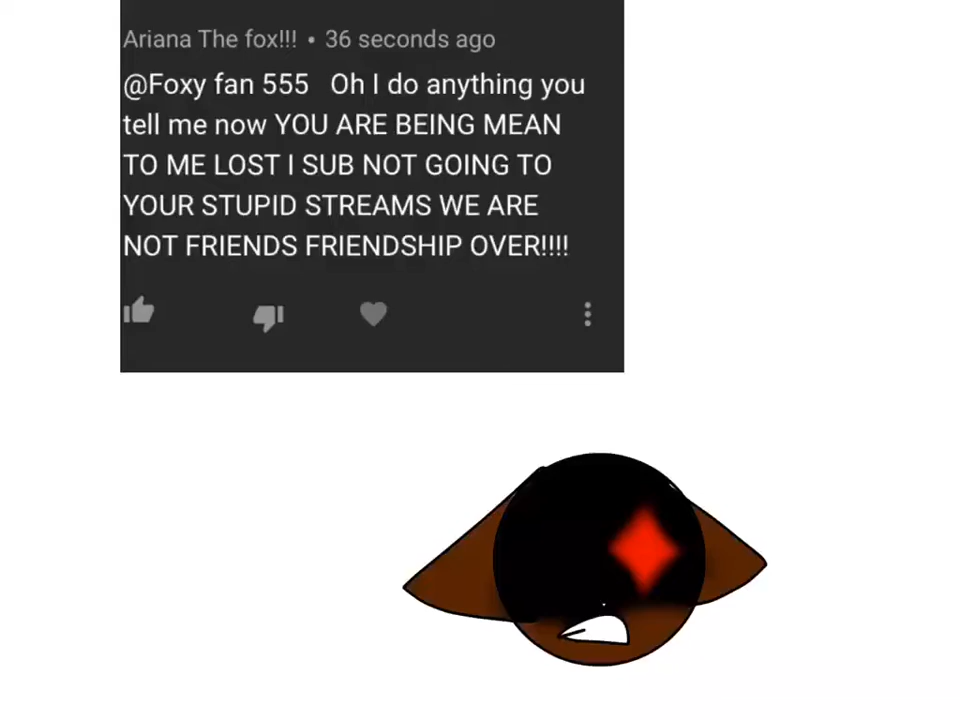 Ariana The fox!!! • 36 seconds ago
@Foxy fan 555 Oh I do anything you
tell me now YOU ARE BEING MEAN
TO ME LOST I SUB NOT GOING TO
YOUR STUPID STREAMS WE ARE
NOT FRIENDS FRIENDSHIP OVER!!!!